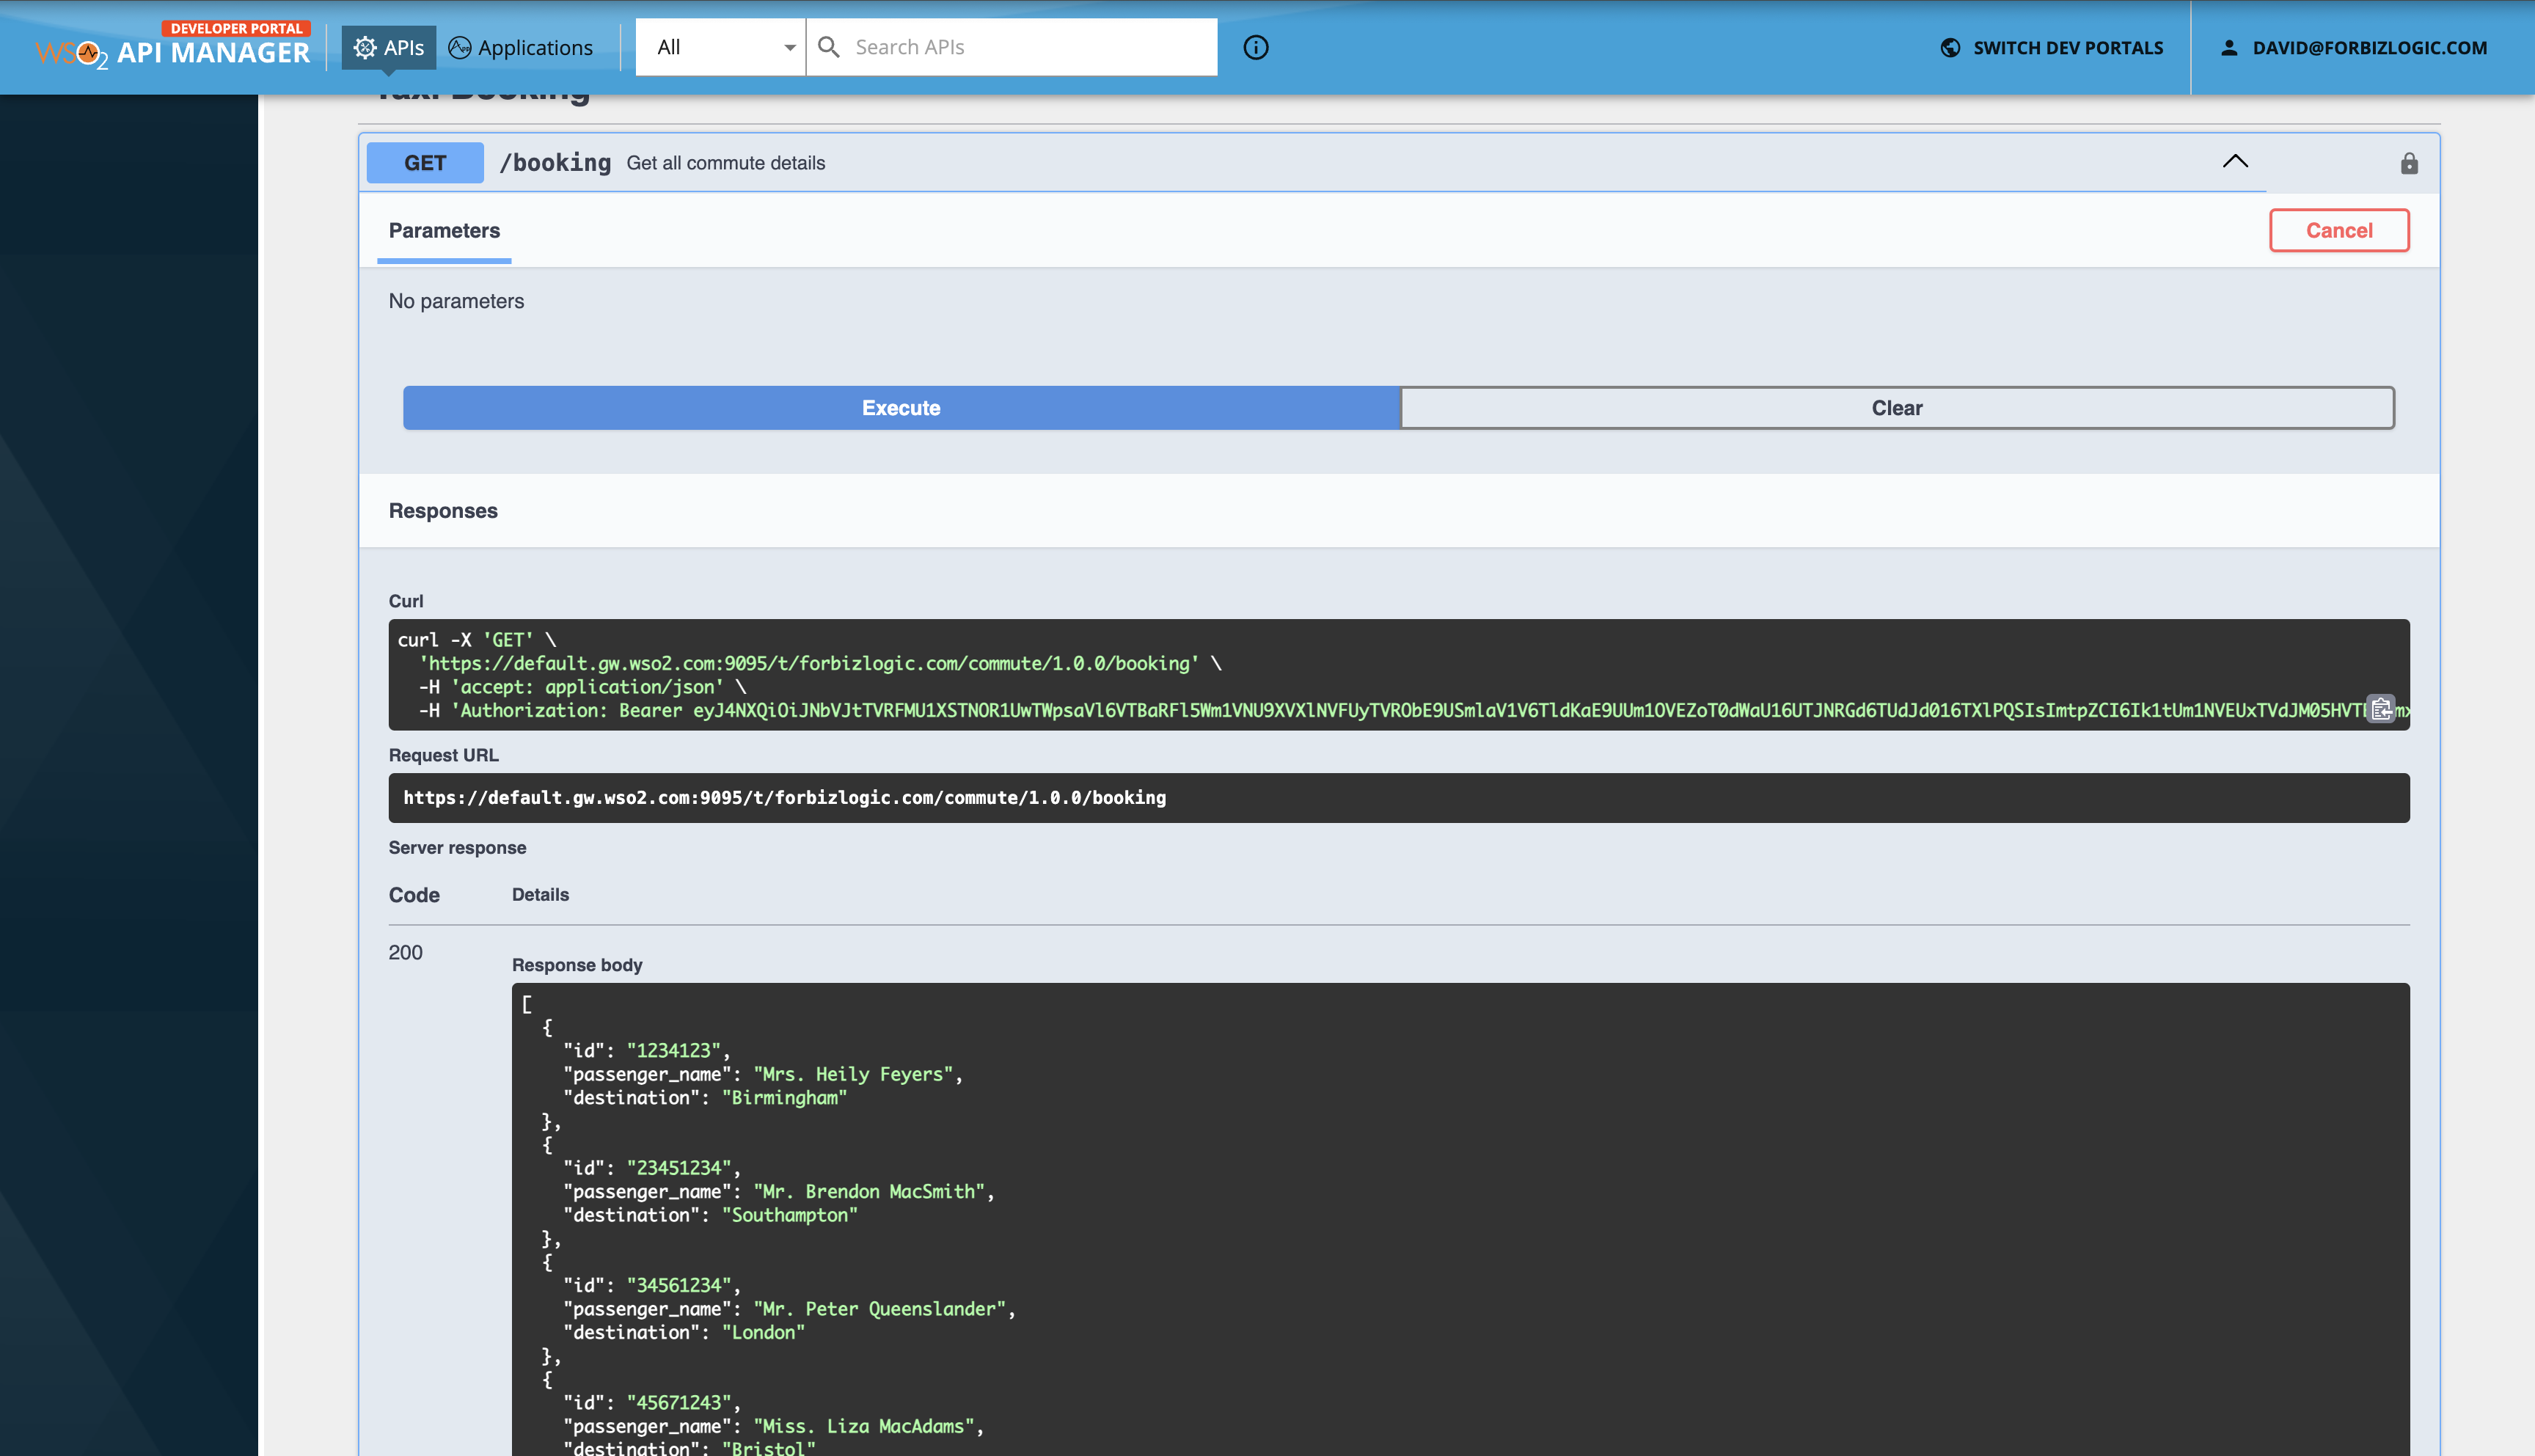 DEVELOPER PORTAL
WSO2 API MANAGER
APIs
Applications
All
Search APIs
SWITCH DEV PORTALS
DAVID@FORBIZLOGIC.COM
Taxi Booking
GET /booking Get all commute details
Parameters
Cancel
No parameters
Execute
Clear
Responses
Curl
curl -X 'GET' \
'https://default.gw.wso2.com:9095/t/forbizlogic.com/commute/1.0.0/booking' \
-H 'accept: application/json' \
-H 'Authorization: Bearer
Request URL
https://default.gw.wso2.com:9095/t/forbizlogic.com/commute/1.0.0/booking
Server response
Code Details
200
Response body
[
{
"id": "1234123",
"passenger_name": "Mrs. Heily Feyers",
"destination": "Birmingham"
},
{
"id": "23451234",
"passenger_name": "Mr. Brendon MacSmith",
"destination": "Southampton"
},
{
"id": "34561234",
"passenger_name": "Mr. Peter Queenslander",
"destination": "London"
},
{
"id": "45671243",
"passenger_name": "Miss. Liza MacAdams",
"destination": "Bristol"